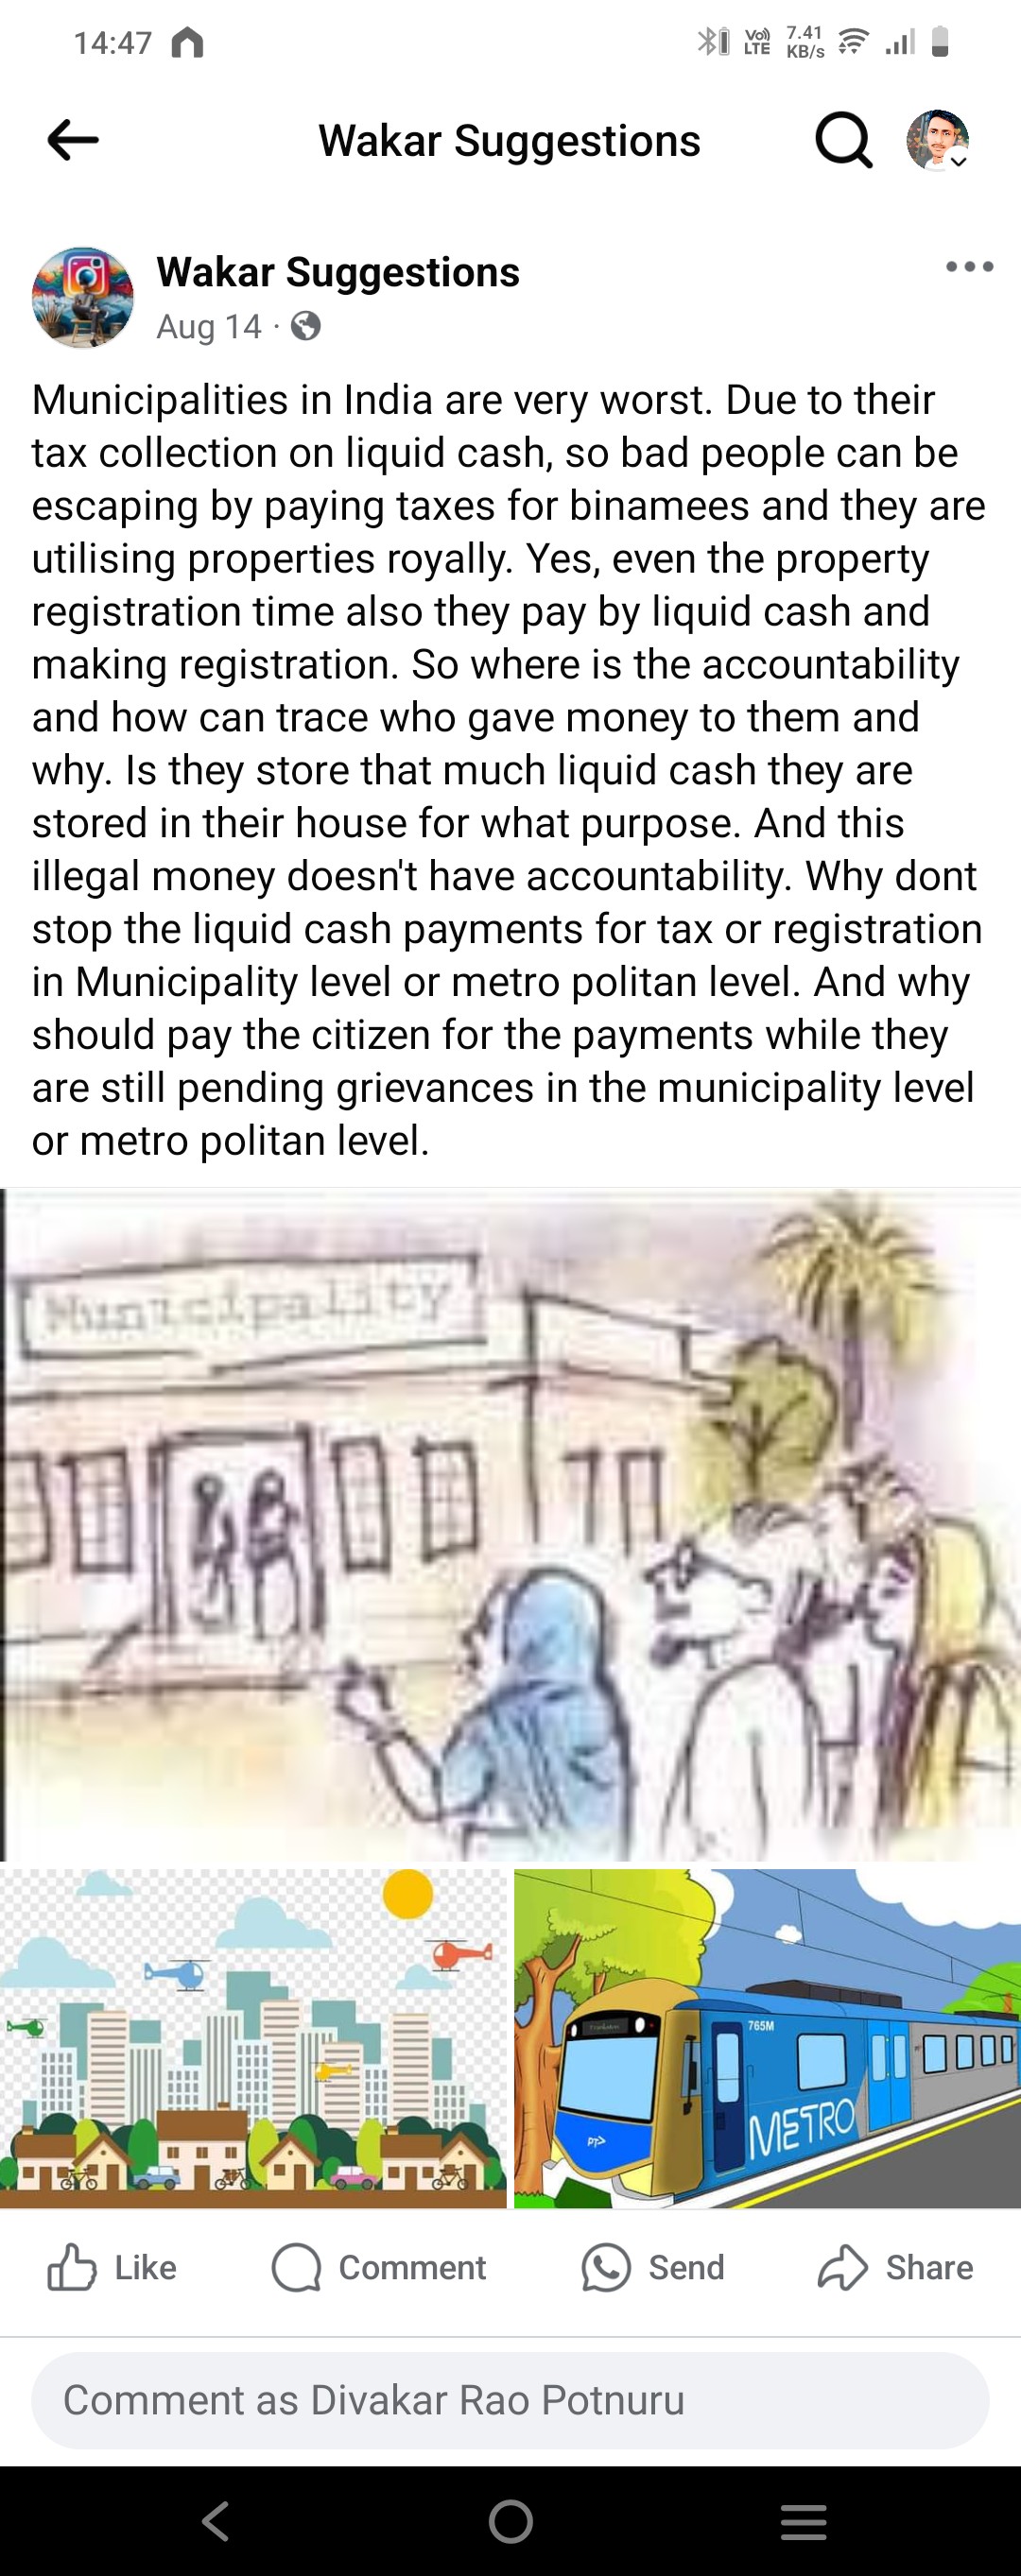 14:47
Vo))
LTE
7.41
KB/s
Wakar Suggestions
Wakar Suggestions
Aug 14 ·
Municipalities in India are very worst. Due to their
tax collection on liquid cash, so bad people can be
escaping by paying taxes for binamees and they are
utilising properties royally. Yes, even the property
registration time also they pay by liquid cash and
making registration. So where is the accountability
and how can trace who gave money to them and
why. Is they store that much liquid cash they are
stored in their house for what purpose. And this
illegal money doesn't have accountability. Why dont
stop the liquid cash payments for tax or registration
in Municipality level or metro politan level. And why
should pay the citizen for the payments while they
are still pending grievances in the municipality level
or metro politan level.
Municipality
765M
METRO
PT>
Like
Comment
Send
Share
Comment as Divakar Rao Potnuru